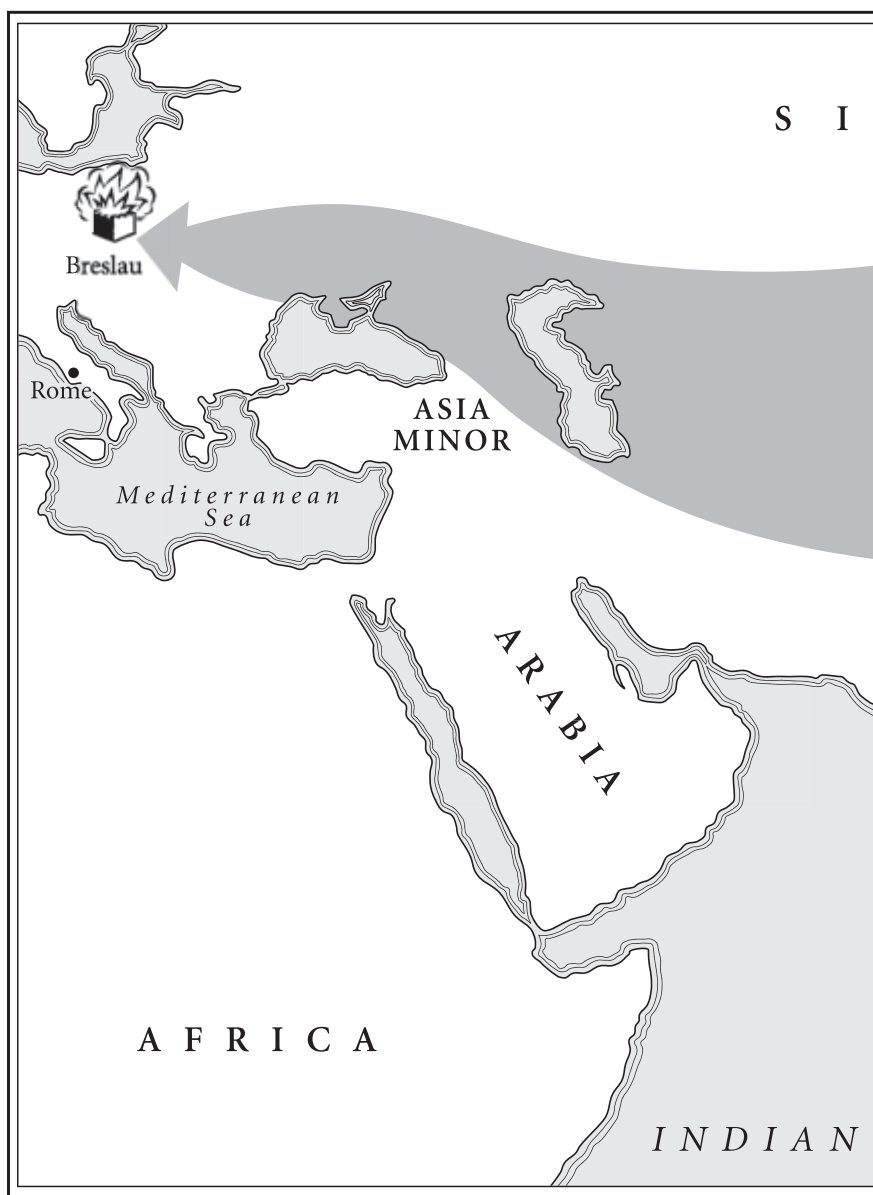 S I
Breslau
Rome
ASIA
MINOR
Mediterranean
Sea
ARABIA
AFRICA
INDIAN